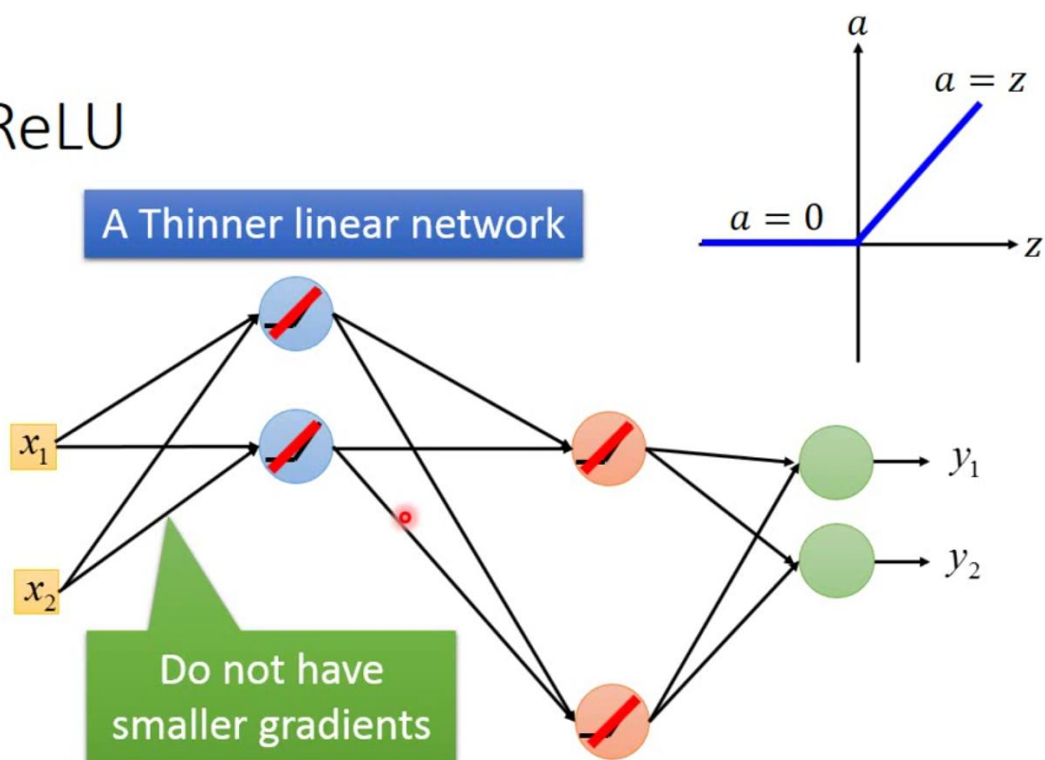 ReLU
a
a = z
A Thinner linear network
a = 0
z
x₁
y₁
x₂
y₂
Do not have
smaller gradients